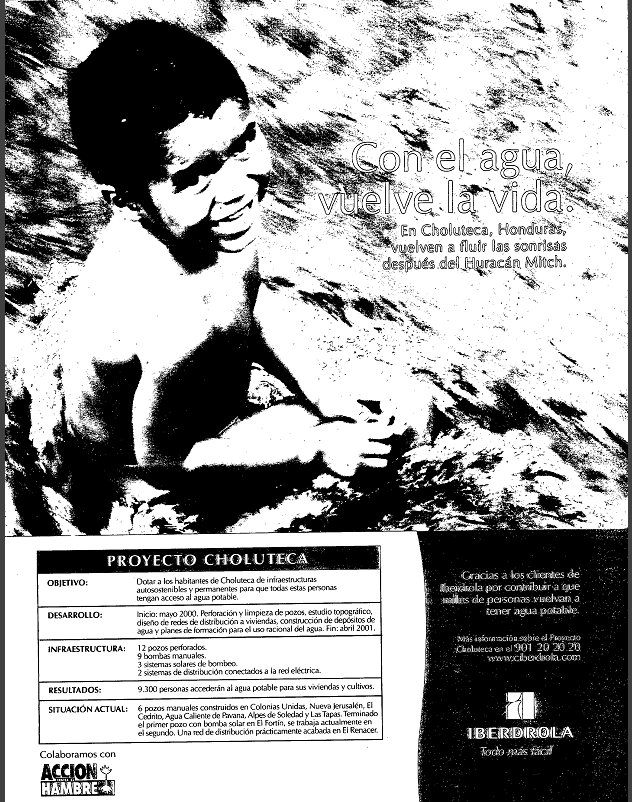 Con el agua,
vuelve la vida.
En Choluteca, Honduras,
vuelven a fluir las sonrisas
después del Huracán Mitch.
PROYECTO CHOLUTECA
OBJETIVO: Dotar a los habitantes de Choluteca de infraestructuras
autosostenibles y permanentes para que todas estas personas
tengan acceso al agua potable.
DESARROLLO: Inicio: mayo 2000. Perforación y limpieza de pozos, estudio topográfico,
diseño de redes de distribución a viviendas, construcción de depósitos de
agua y planes de formación para el uso racional del agua. Fin: abril 2001.
INFRAESTRUCTURA: 12 pozos perforados.
9 bombas manuales.
3 sistemas solares de bombeo.
2 sistemas de distribución conectados a la red eléctrica.
RESULTADOS: 9.300 personas accederán al agua potable para sus viviendas y cultivos.
SITUACIÓN ACTUAL: 6 pozos manuales construidos en Colonias Unidas, Nueva Jerusalén, El
Cedrito, Agua Caliente de Pavana, Alpes de Soledad y Las Tapas. Terminado
el primer pozo con bomba solar en El Fortín, se trabaja actualmente en
el segundo. Una red de distribución prácticamente acabada en El Renacer.
Colaboramos con
ACCION
CONTRA EL
HAMBRE
Gracias a los clientes de
Iberdrola por contribuir a que
miles de personas vuelvan a
tener agua potable.
Más información sobre el Proyecto
Choluteca en el 901 20 20 20
www.iberdrola.com
IBERDROLA
Todo más fácil